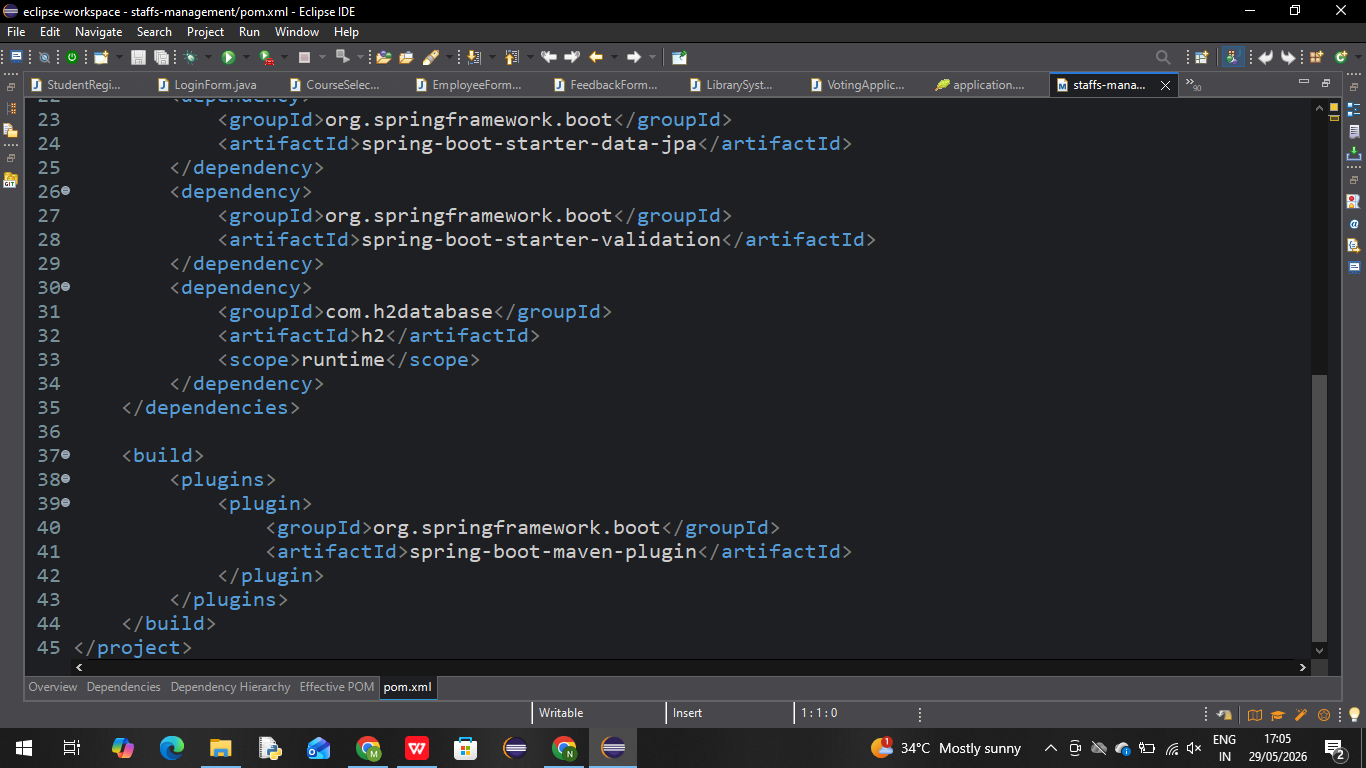 eclipse-workspace - staffs-management/pom.xml - Eclipse IDE
File Edit Navigate Search Project Run Window Help
StudentRegi... LoginForm.java CourseSelec... EmployeeForm... FeedbackForm... LibrarySyst... VotingApplic... application.... staffs-mana... »90
22 <dependency>
23 <groupId>org.springframework.boot</groupId>
24 <artifactId>spring-boot-starter-data-jpa</artifactId>
25 </dependency>
26 <dependency>
27 <groupId>org.springframework.boot</groupId>
28 <artifactId>spring-boot-starter-validation</artifactId>
29 </dependency>
30 <dependency>
31 <groupId>com.h2database</groupId>
32 <artifactId>h2</artifactId>
33 <scope>runtime</scope>
34 </dependency>
35 </dependencies>
36
37 <build>
38 <plugins>
39 <plugin>
40 <groupId>org.springframework.boot</groupId>
41 <artifactId>spring-boot-maven-plugin</artifactId>
42 </plugin>
43 </plugins>
44 </build>
45 </project>
Overview Dependencies Dependency Hierarchy Effective POM pom.xml
Writable Insert 1 : 1 : 0
34°C Mostly sunny ENG 17:05
IN 29/05/2026 2